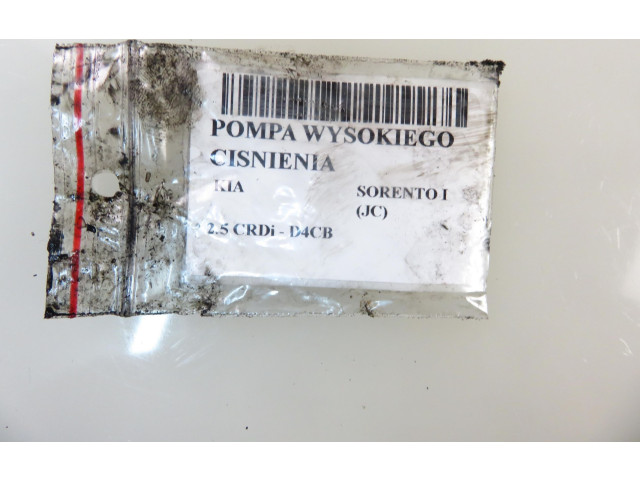 POMPA WYSOKIEGO
CISNIENIA
KIA SORENTO I
(JC)
2.5 CRDi - D4CB